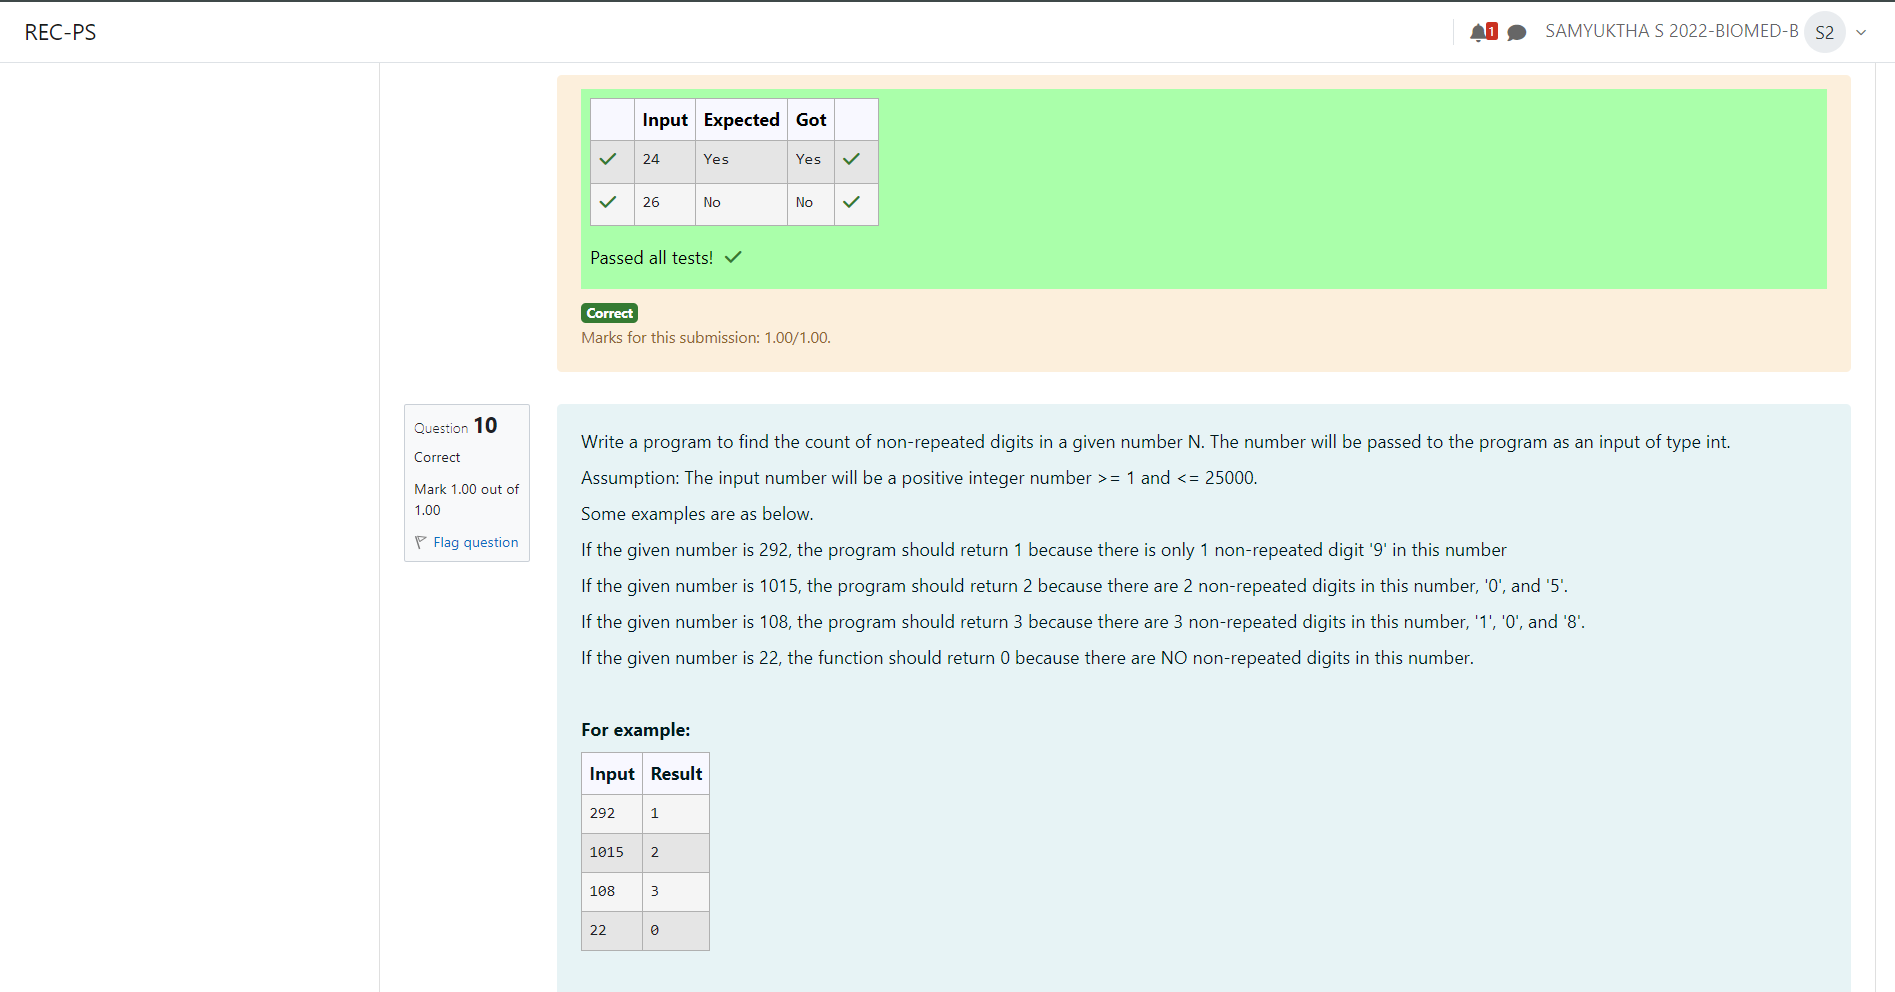 REC-PS
1
SAMYUKTHA S 2022-BIOMED-B
S2
Input Expected Got
24 Yes Yes
26 No No
Passed all tests!
Correct
Marks for this submission: 1.00/1.00.
Question 10
Correct
Mark 1.00 out of
1.00
Flag question
Write a program to find the count of non-repeated digits in a given number N. The number will be passed to the program as an input of type int.
Assumption: The input number will be a positive integer number >= 1 and <= 25000.
Some examples are as below.
If the given number is 292, the program should return 1 because there is only 1 non-repeated digit '9' in this number
If the given number is 1015, the program should return 2 because there are 2 non-repeated digits in this number, '0', and '5'.
If the given number is 108, the program should return 3 because there are 3 non-repeated digits in this number, '1', '0', and '8'.
If the given number is 22, the function should return 0 because there are NO non-repeated digits in this number.
For example:
Input Result
292 1
1015 2
108 3
22 0